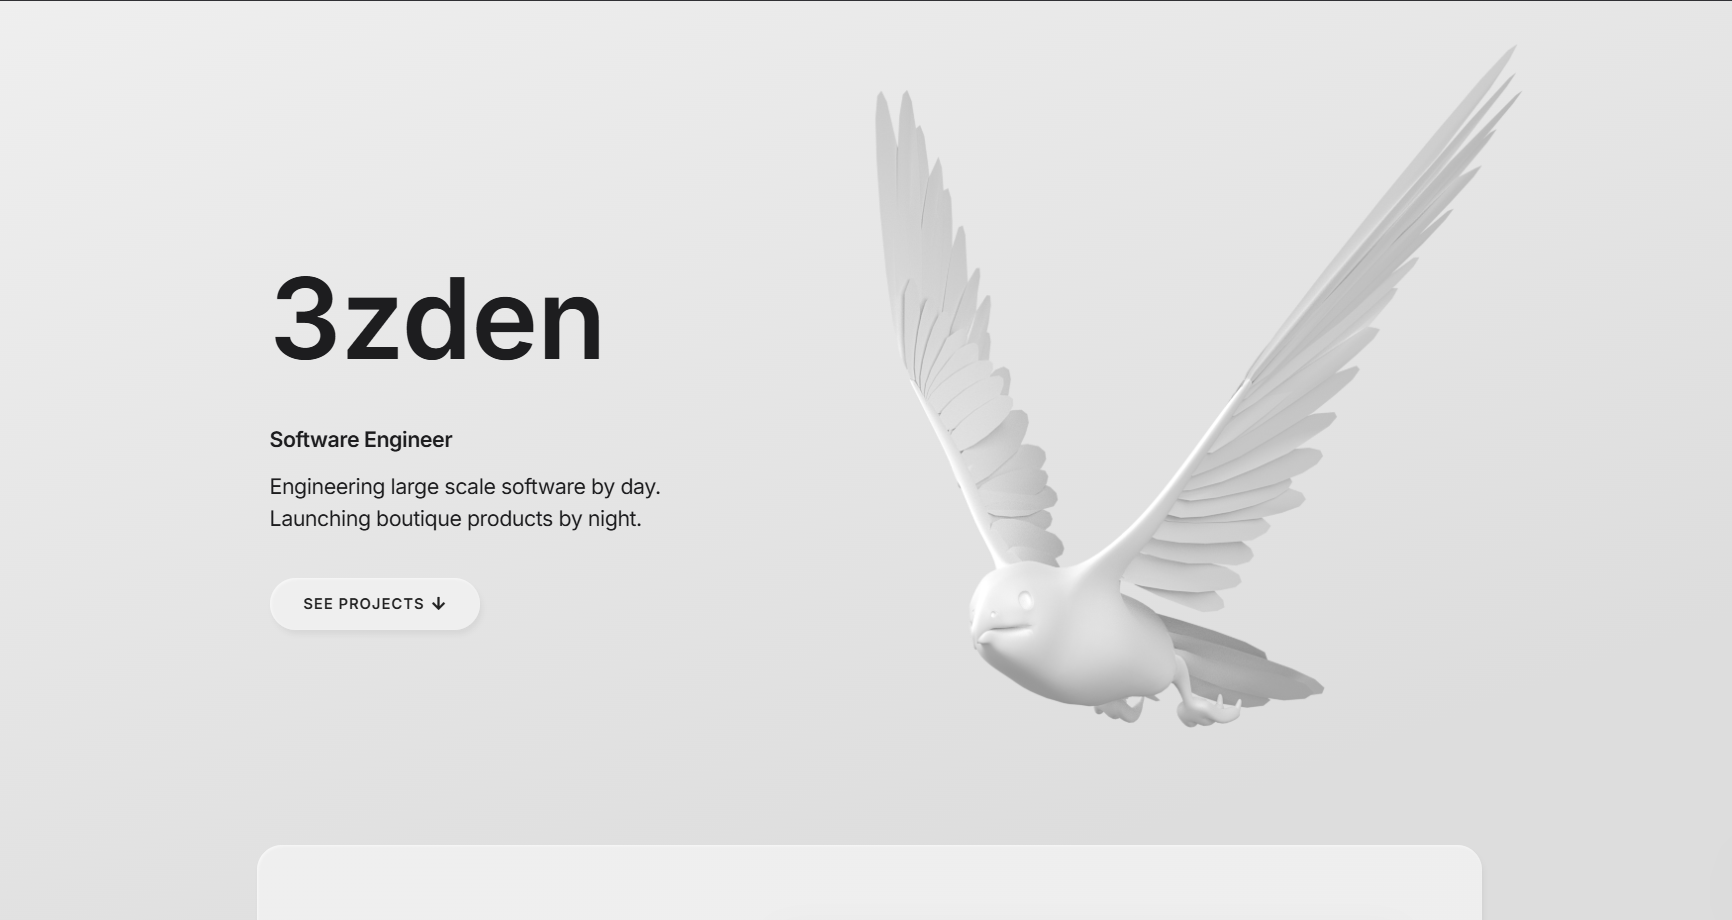 3zden
Software Engineer
Engineering large scale software by day.
Launching boutique products by night.
SEE PROJECTS ↓